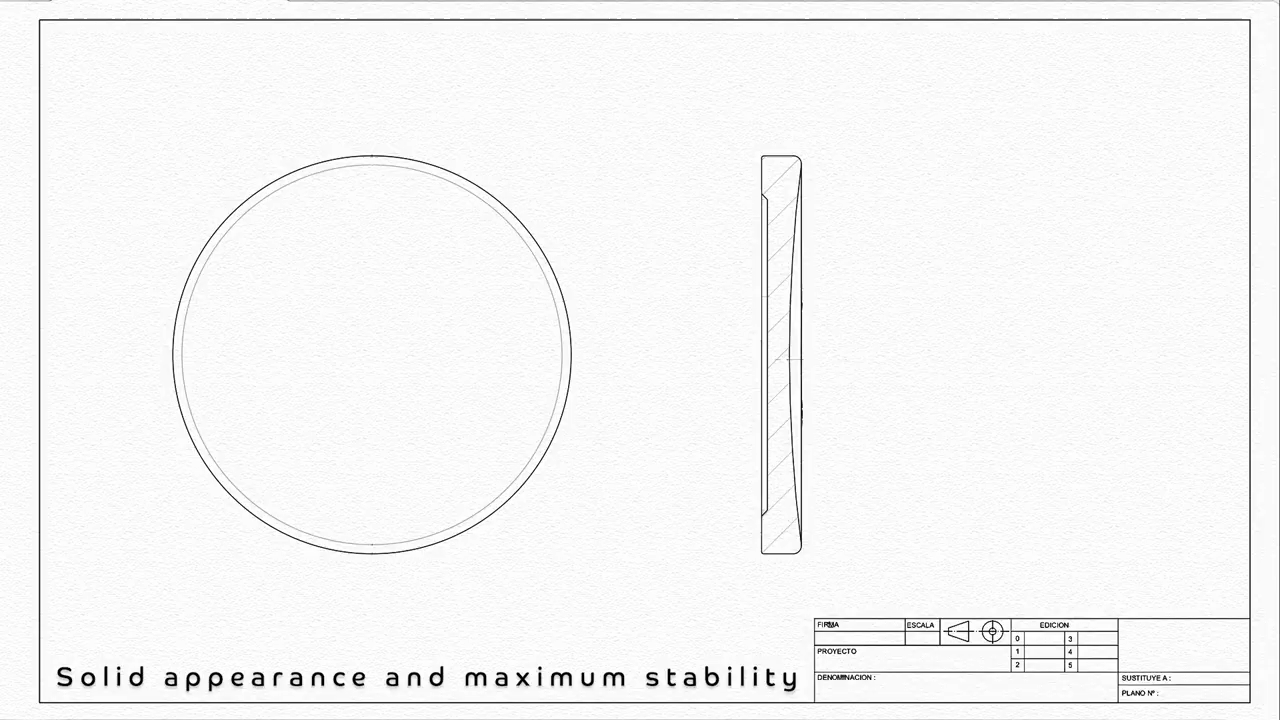 FIRMA
ESCALA
EDICION
0
3
PROYECTO
1
4
2
5
DENOMINACION :
SUSTITUYE A :
PLANO Nº :
Solid appearance and maximum stability